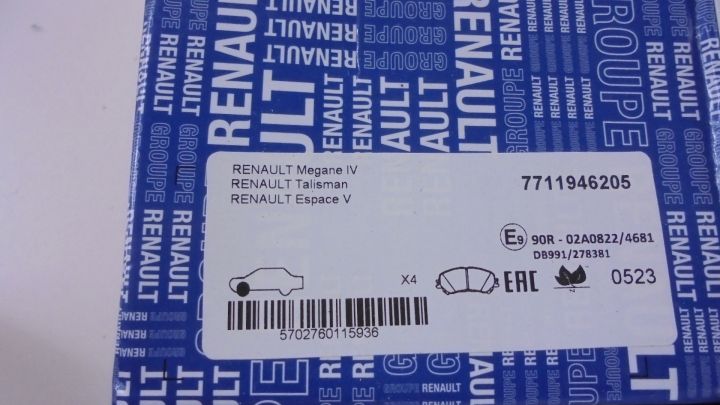 GROUPE RENAULT
RENAULT Megane IV
RENAULT Talisman
RENAULT Espace V
7711946205
E9 90R - 02A0822/4681
DB991/278381
X4
EAC
0523
5702760115936
GROUPE RENAULT